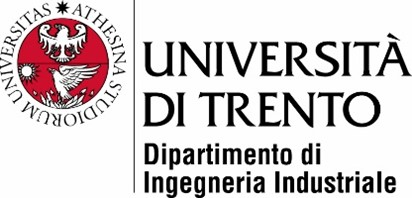 ATHESINA STUDIORUM UNIVERSITAS
UNIVERSITÀ
DI TRENTO
Dipartimento di
Ingegneria Industriale